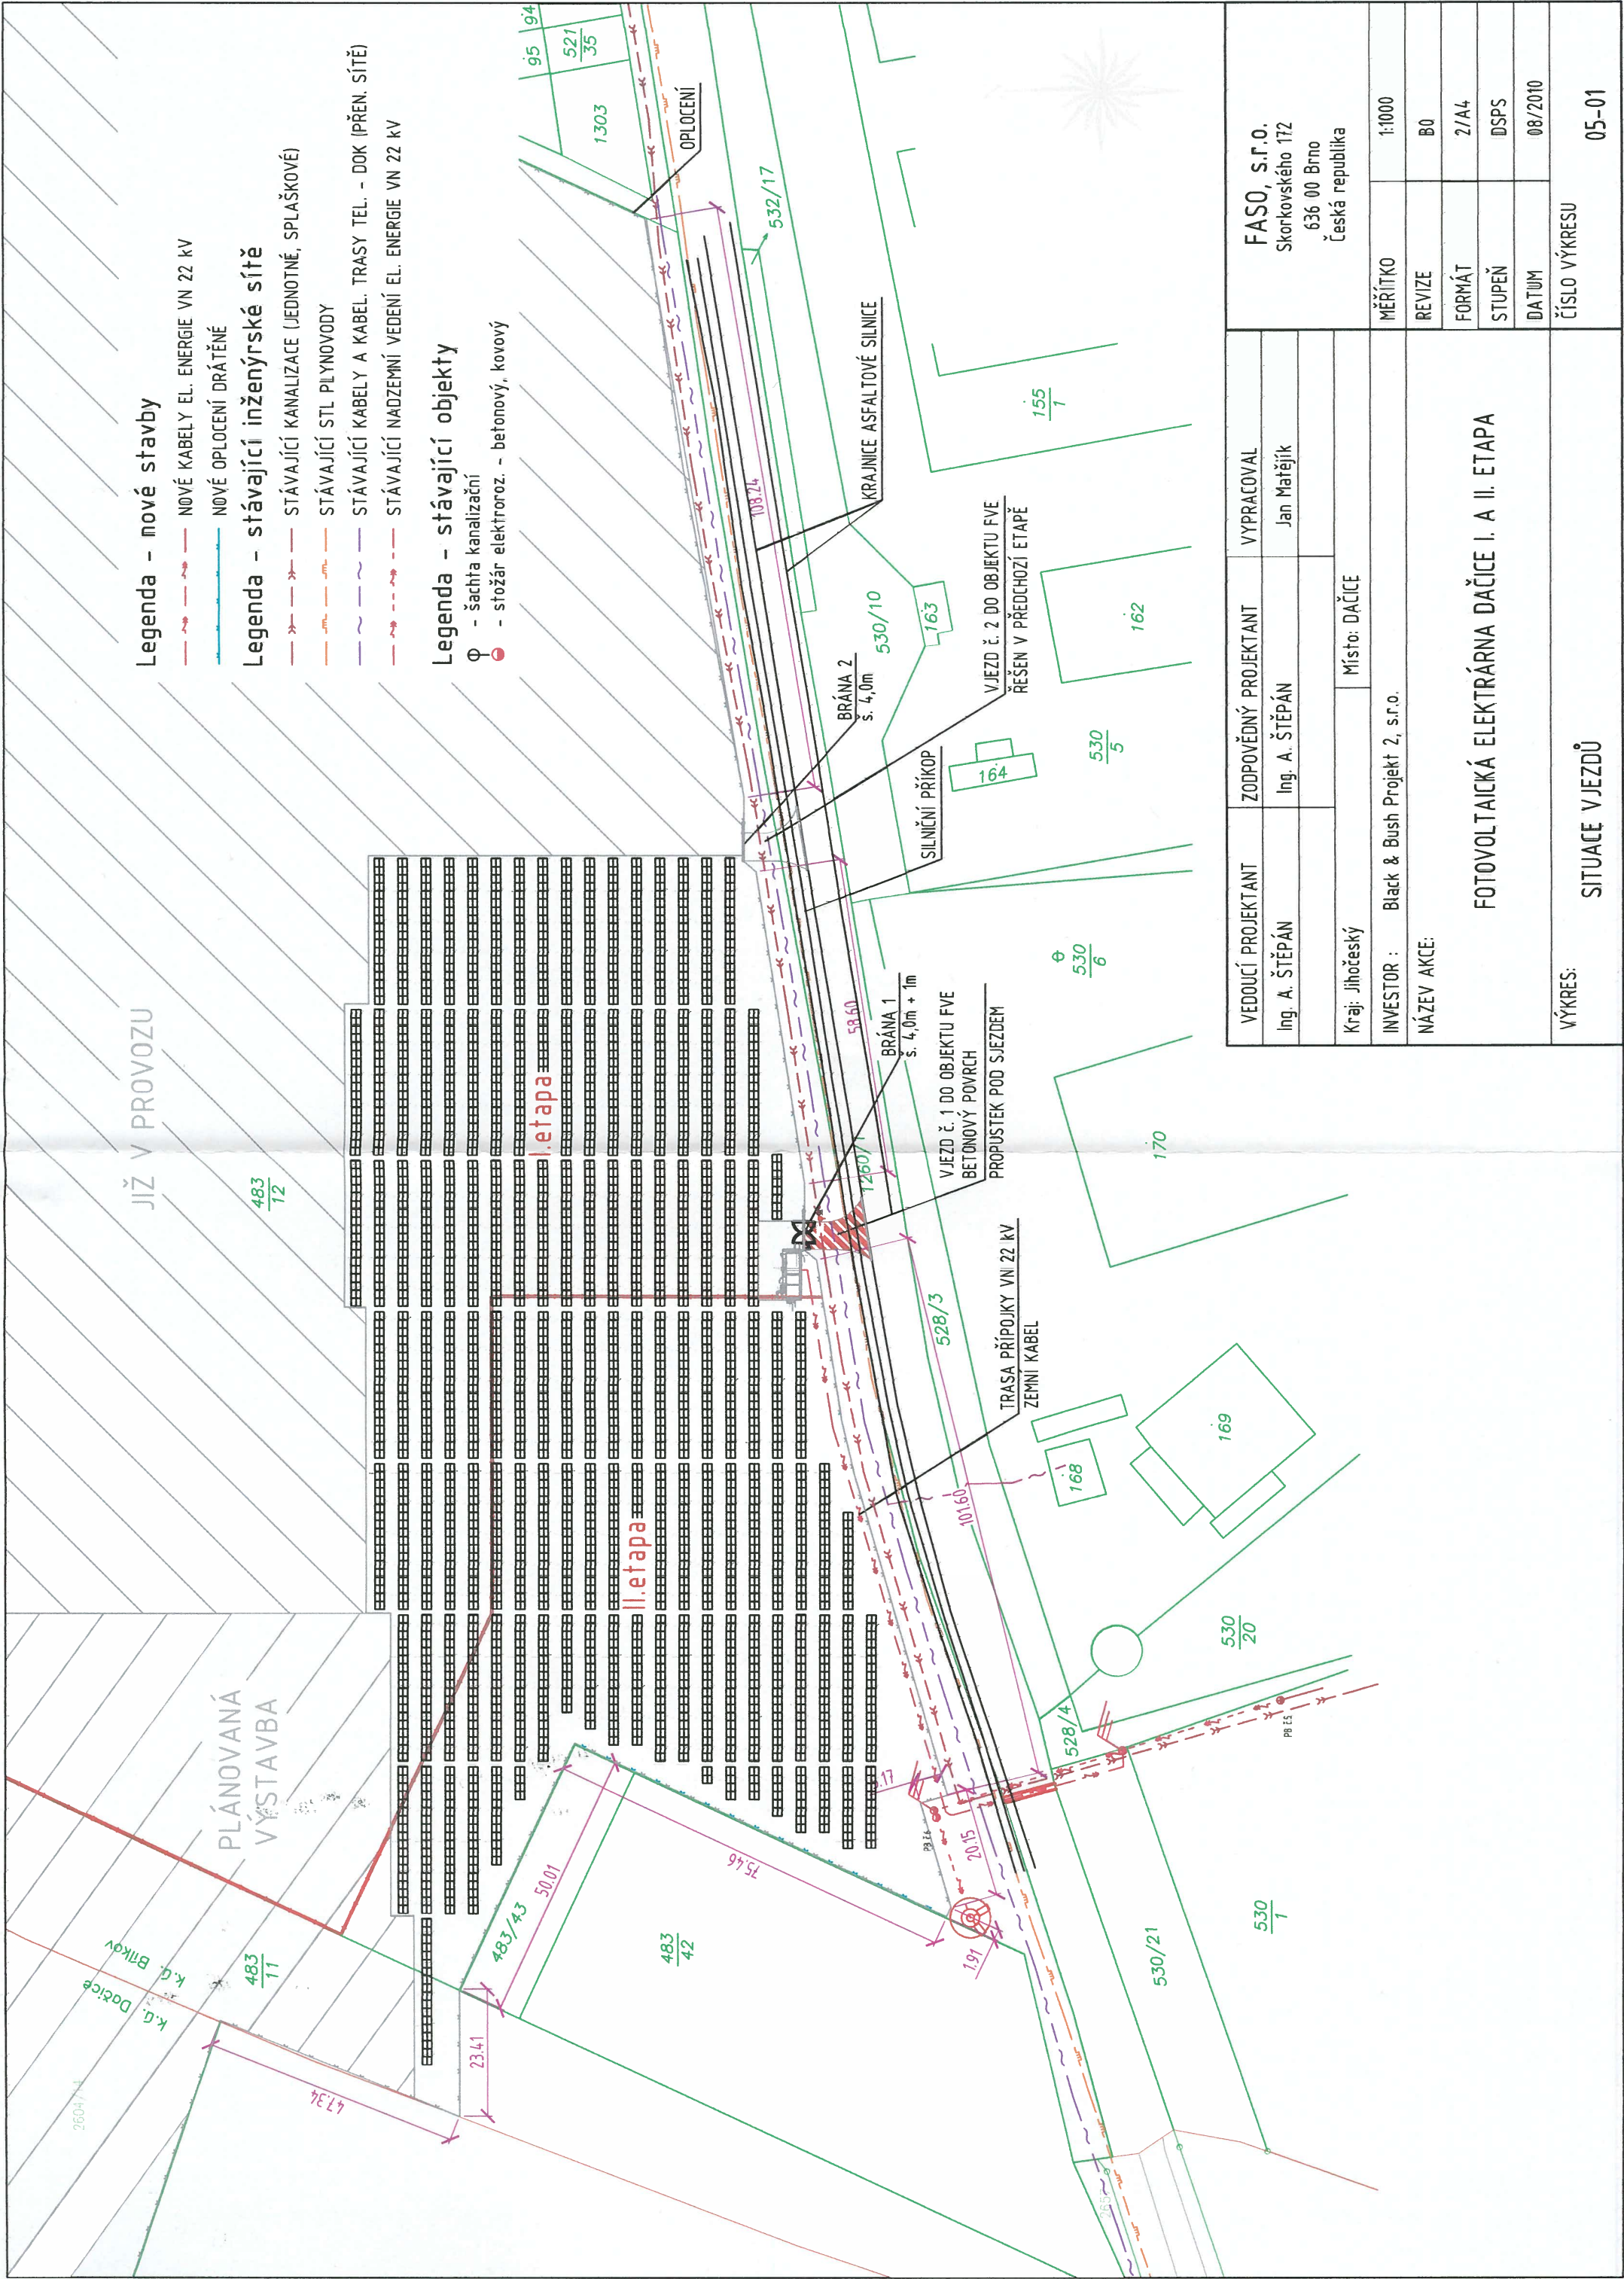 Legenda - nové stavby
NOVÉ KABELY EL. ENERGIE VN 22 kV
NOVÉ OPLOCENÍ DRÁTĚNÉ
Legenda - stávající inženýrské sítě
STÁVAJÍCÍ KANALIZACE (JEDNOTNÉ, SPLAŠKOVÉ)
STÁVAJÍCÍ STL PLYNOVODY
STÁVAJÍCÍ KABELY A KABEL. TRASY TEL. - DOK (PŘEN. SÍTĚ)
STÁVAJÍCÍ NADZEMNÍ VEDENÍ EL. ENERGIE VN 22 kV
Legenda - stávající objekty
- šachta kanalizační
- stožár elektroroz. - betonový, kovový
JIŽ V PROVOZU
483
12
PLÁNOVANÁ
VÝSTAVBA
k.ú. Bílkov
k.ú. Dačice
483
11
2604/14
47.34
23.41
483/43
50.01
75.46
483
42
I.etapa
II.etapa
95
94
521
35
1303
OPLOCENÍ
532/17
108.24
KRAJNICE ASFALTOVÉ SILNICE
155
1
530/10
163
162
BRÁNA 2
š. 4,0m
VJEZD č. 2 DO OBJEKTU FVE
ŘEŠEN V PŘEDCHOZÍ ETAPĚ
SILNIČNÍ PŘÍKOP
164
530
5
58.60
530
6
BRÁNA 1
š. 4,0m + 1m
1260/1
VJEZD č. 1 DO OBJEKTU FVE
BETONOVÝ POVRCH
PROPUSTEK POD SJEZDEM
170
528/3
TRASA PŘÍPOJKY VN 22 kV
ZEMNÍ KABEL
101.60
168
169
530
20
528/4
PB E5
PB E6
20.15
1.91
530/21
530
1
VEDOUCÍ PROJEKTANT
ZODPOVĚDNÝ PROJEKTANT
VYPRACOVAL
Ing. A. ŠTĚPÁN
Ing. A. ŠTĚPÁN
Jan Matějík
FASO, s.r.o.
Skorkovského 172
636 00 Brno
Česká republika
Kraj: Jihočeský
Místo: DAČICE
INVESTOR : Black & Bush Projekt 2, s.r.o.
MĚŘÍTKO 1:1000
NÁZEV AKCE:
REVIZE B0
FOTOVOLTAICKÁ ELEKTRÁRNA DAČICE I. A II. ETAPA
FORMÁT 2/A4
STUPEŇ DSPS
DATUM 08/2010
VÝKRES:
SITUACE VJEZDŮ
ČÍSLO VÝKRESU
05-01